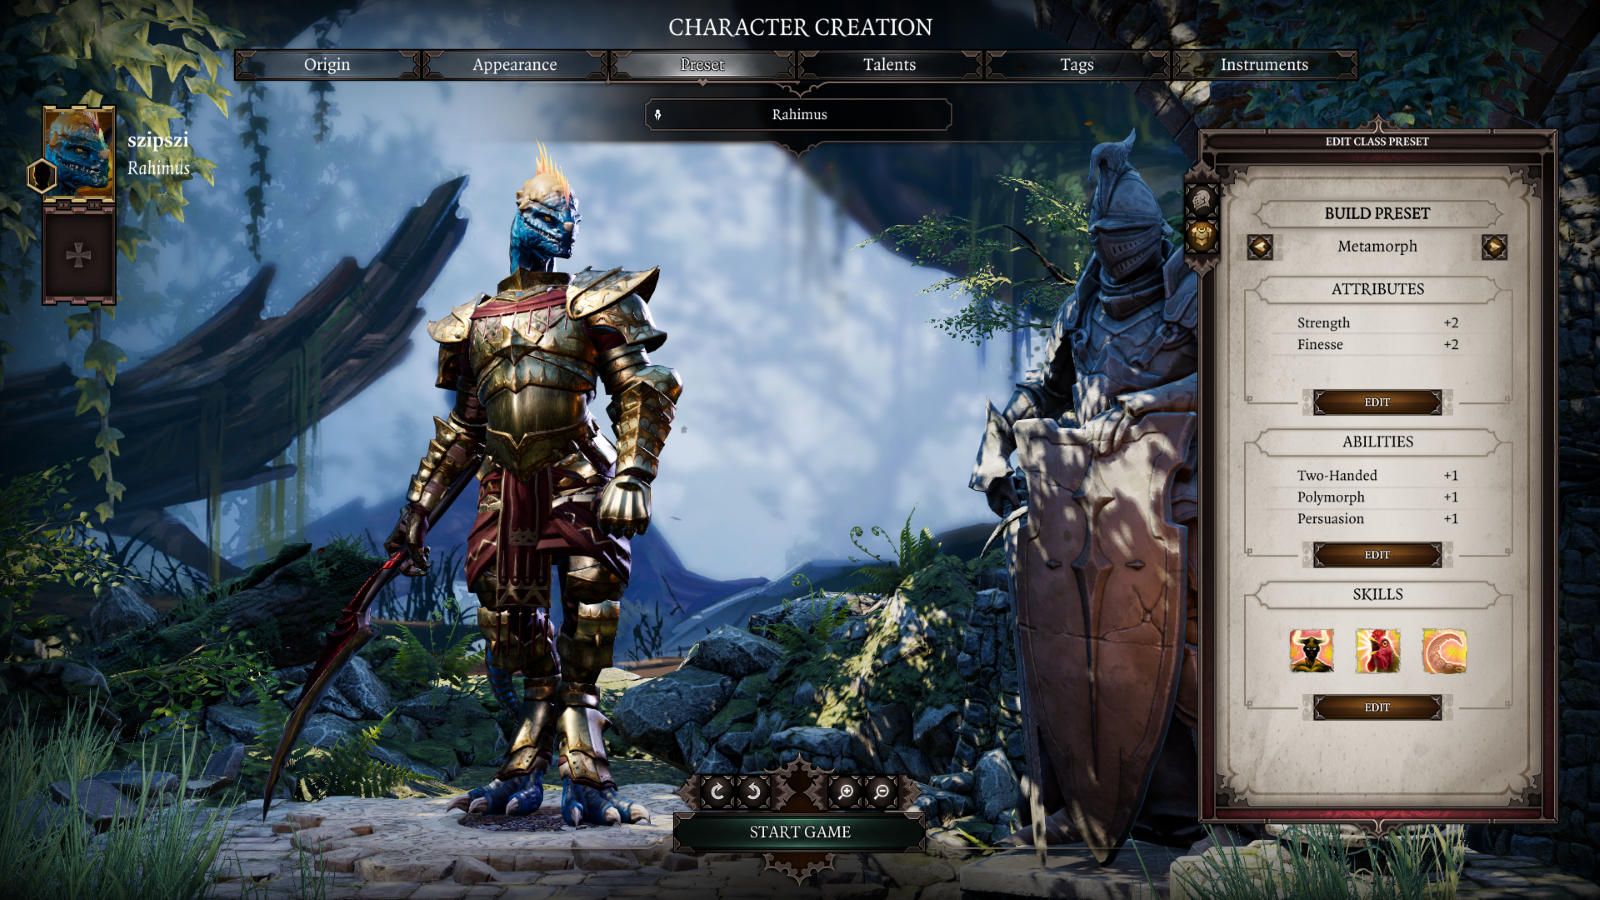 CHARACTER CREATION
Origin
Appearance
Preset
Talents
Tags
Instruments
Rahimus
szipszi
Rahimus
EDIT CLASS PRESET
BUILD PRESET
Metamorph
ATTRIBUTES
Strength +2
Finesse +2
EDIT
ABILITIES
Two-Handed +1
Polymorph +1
Persuasion +1
EDIT
SKILLS
EDIT
START GAME